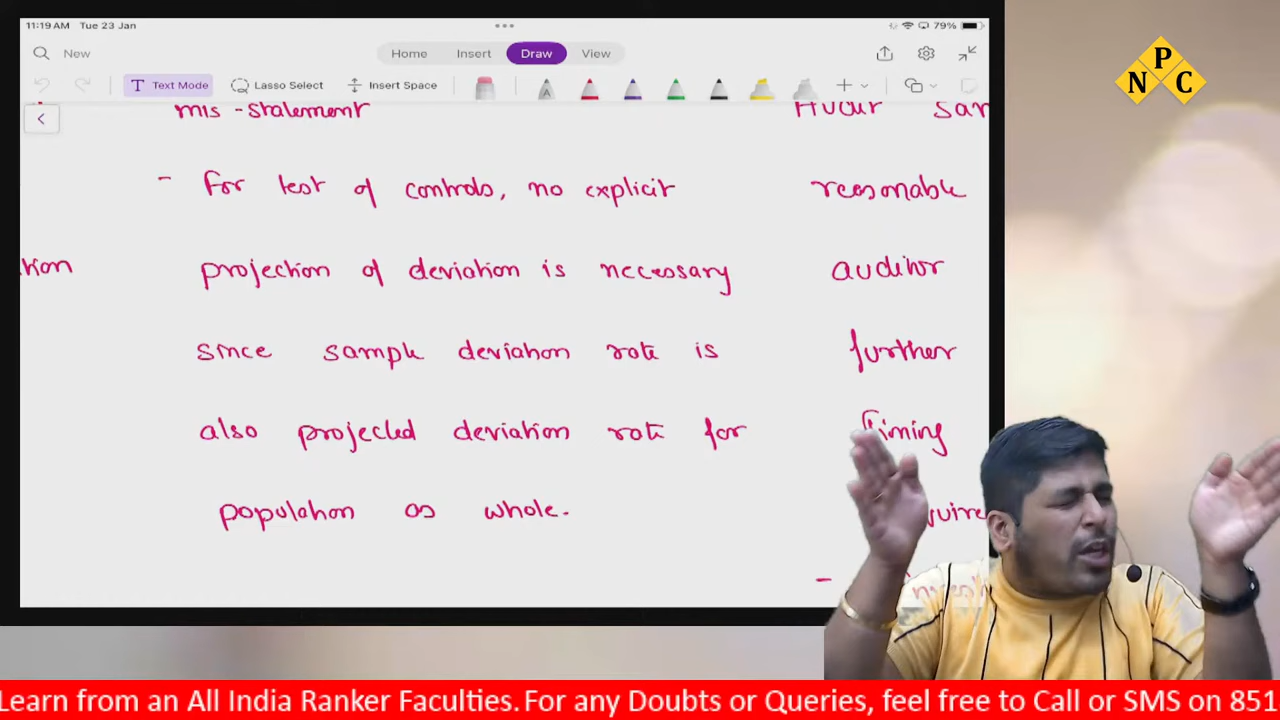 11:19 AM Tue 23 Jan
79%
New
Home Insert Draw View
Text Mode
Lasso Select
Insert Space
N P C
mis-statement
- For test of controls, no explicit
projection of deviation is necessary
since sample deviation rate is
also projected deviation rate for
population as whole.
reasonable
auditor
further
Timing
Learn from an All India Ranker Faculties. For any Doubts or Queries, feel free to Call or SMS on 851